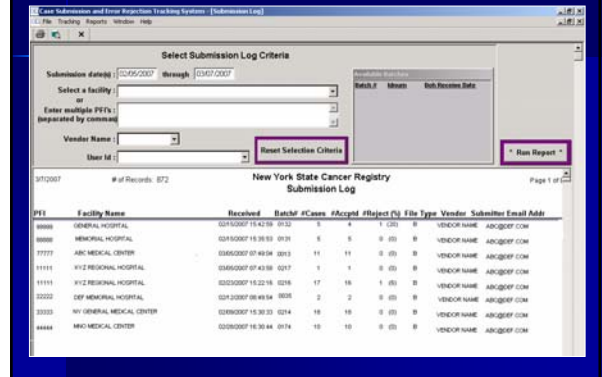 Case Submission and Error Rejection Tracking System - [Submission Log]
File Tracking Reports Window Help
Select Submission Log Criteria
Submission date(s) : 02/05/2007 through 03/07/2007
Select a facility :
or
Enter multiple PFI's :
(separated by commas)
Vendor Name :
User Id :
Reset Selection Criteria
Available Batches
Batch # Idnum Doh Receive Date
* Run Report *
3/7/2007 # of Records: 872 New York State Cancer Registry Page 1 of
Submission Log
PFI Facility Name Received Batch# #Cases #Accptd #Reject (%) File Type Vendor Submitter Email Addr
GENERAL HOSPITAL 02/15/2007 15:42:59 0132 5 4 1 (20) B VENDOR NAME ABC@DEF.COM
MEMORIAL HOSPITAL 02/15/2007 15:35:53 0131 5 5 0 (0) B VENDOR NAME ABC@DEF.COM
77777 ABC MEDICAL CENTER 03/05/2007 07:49:04 0013 11 11 0 (0) B VENDOR NAME ABC@DEF.COM
11111 XYZ REGIONAL HOSPITAL 03/05/2007 07:43:58 0217 1 1 0 (0) B VENDOR NAME ABC@DEF.COM
11111 XYZ REGIONAL HOSPITAL 02/23/2007 15:22:16 0216 17 16 1 (6) B VENDOR NAME ABC@DEF.COM
22222 DEF MEMORIAL HOSPITAL 02/12/2007 08:49:54 0035 2 2 0 (0) B VENDOR NAME ABC@DEF.COM
33333 NY GENERAL MEDICAL CENTER 02/09/2007 15:30:33 0214 18 18 0 (0) B VENDOR NAME ABC@DEF.COM
44444 MNO MEDICAL CENTER 02/28/2007 16:30:44 0174 10 10 0 (0) B VENDOR NAME ABC@DEF.COM